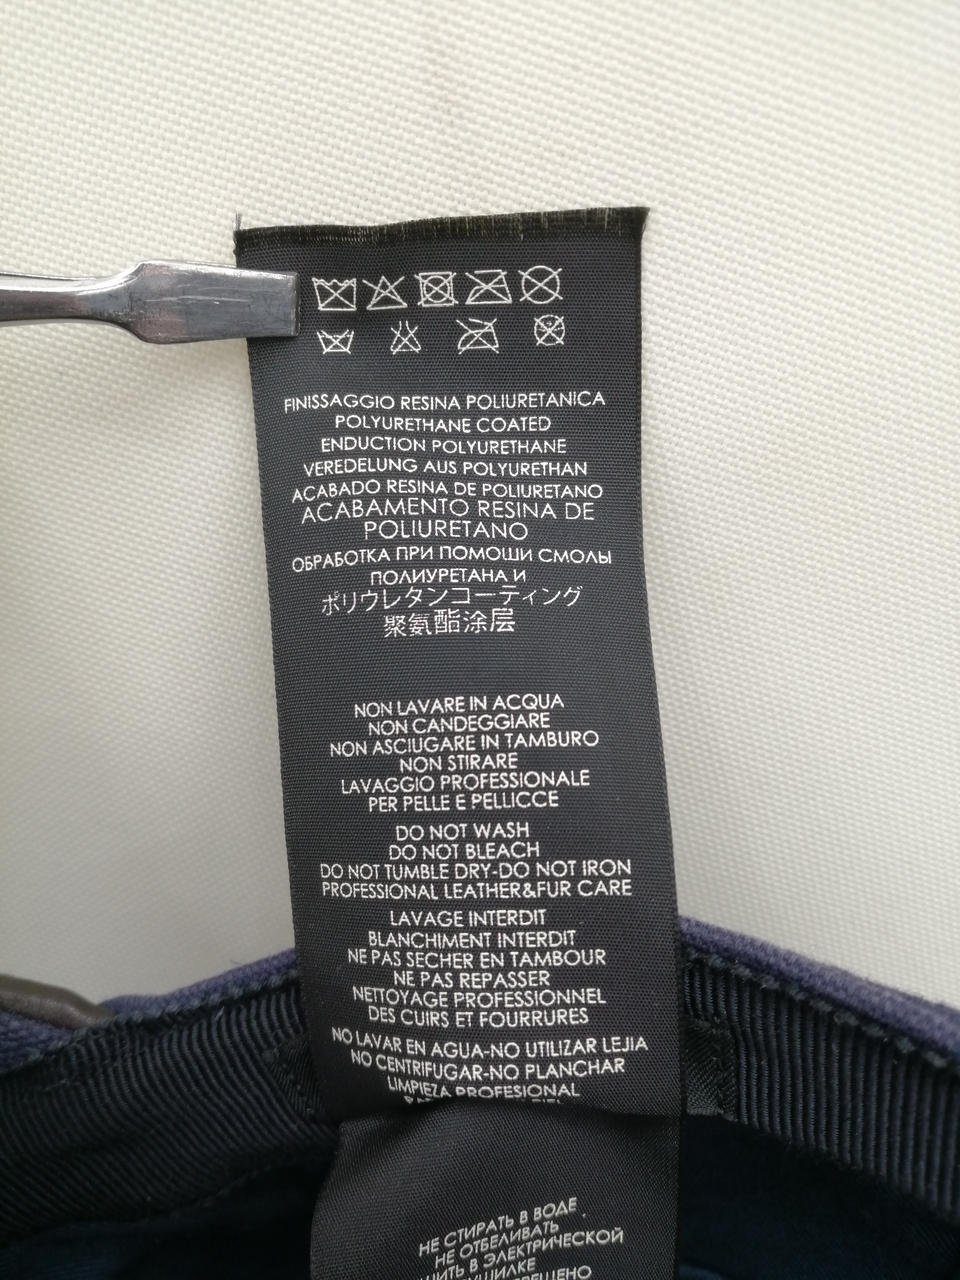 FINISSAGGIO RESINA POLIURETANICA
POLYURETHANE COATED
ENDUCTION POLYURETHANE
VEREDELUNG AUS POLYURETHAN
ACABADO RESINA DE POLIURETANO
ACABAMENTO RESINA DE
POLIURETANO
ОБРАБОТКА ПРИ ПОМОШИ СМОЛЫ
ПОЛИУРЕТАНА И
ポリウレタンコーティング
聚氨酯涂层
NON LAVARE IN ACQUA
NON CANDEGGIARE
NON ASCIUGARE IN TAMBURO
NON STIRARE
LAVAGGIO PROFESSIONALE
PER PELLE E PELLICCE
DO NOT WASH
DO NOT BLEACH
DO NOT TUMBLE DRY-DO NOT IRON
PROFESSIONAL LEATHER&FUR CARE
LAVAGE INTERDIT
BLANCHIMENT INTERDIT
NE PAS SECHER EN TAMBOUR
NE PAS REPASSER
NETTOYAGE PROFESSIONNEL
DES CUIRS ET FOURRURES
NO LAVAR EN AGUA-NO UTILIZAR LEJIA
NO CENTRIFUGAR-NO PLANCHAR
LIMPIEZA PROFESIONAL
НЕ СТИРАТЬ В ВОДЕ
НЕ ОТБЕЛИВАТЬ
В ЭЛЕКТРИЧЕСКОЙ